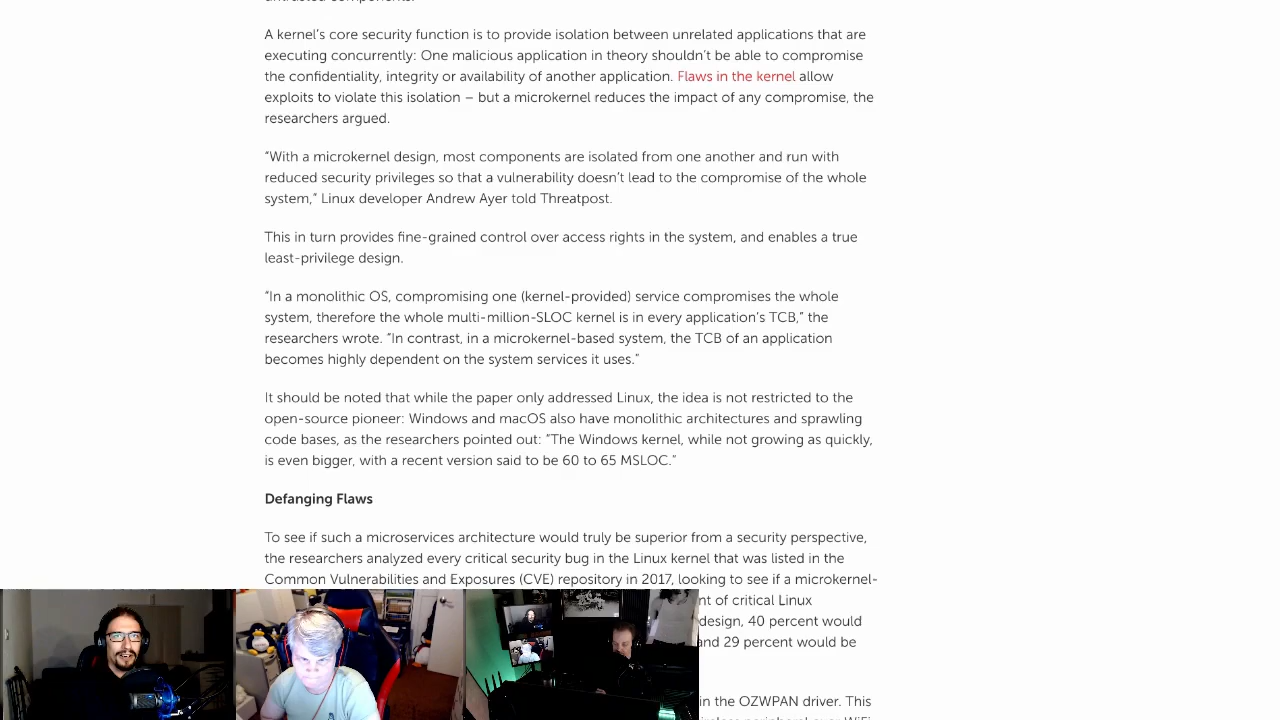 A kernel's core security function is to provide isolation between unrelated applications that are
executing concurrently: One malicious application in theory shouldn't be able to compromise
the confidentiality, integrity or availability of another application. Flaws in the kernel allow
exploits to violate this isolation – but a microkernel reduces the impact of any compromise, the
researchers argued.
“With a microkernel design, most components are isolated from one another and run with
reduced security privileges so that a vulnerability doesn't lead to the compromise of the whole
system,” Linux developer Andrew Ayer told Threatpost.
This in turn provides fine-grained control over access rights in the system, and enables a true
least-privilege design.
“In a monolithic OS, compromising one (kernel-provided) service compromises the whole
system, therefore the whole multi-million-SLOC kernel is in every application's TCB,” the
researchers wrote. “In contrast, in a microkernel-based system, the TCB of an application
becomes highly dependent on the system services it uses.”
It should be noted that while the paper only addressed Linux, the idea is not restricted to the
open-source pioneer: Windows and macOS also have monolithic architectures and sprawling
code bases, as the researchers pointed out: “The Windows kernel, while not growing as quickly,
is even bigger, with a recent version said to be 60 to 65 MSLOC.”
Defanging Flaws
To see if such a microservices architecture would truly be superior from a security perspective,
the researchers analyzed every critical security bug in the Linux kernel that was listed in the
Common Vulnerabilities and Exposures (CVE) repository in 2017, looking to see if a microkernel-
of critical Linux
design, 40 percent would
and 29 percent would be
in the OZWPAN driver. This